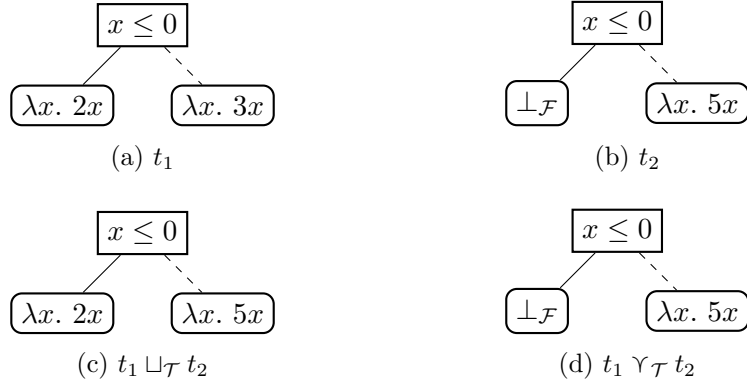 x ≤ 0
λx. 2x
λx. 3x
(a) t₁
x ≤ 0
⊥_ℱ
λx. 5x
(b) t₂
x ≤ 0
λx. 2x
λx. 5x
(c) t₁ ⊔_𝒯 t₂
x ≤ 0
⊥_ℱ
λx. 5x
(d) t₁ ⋎_𝒯 t₂